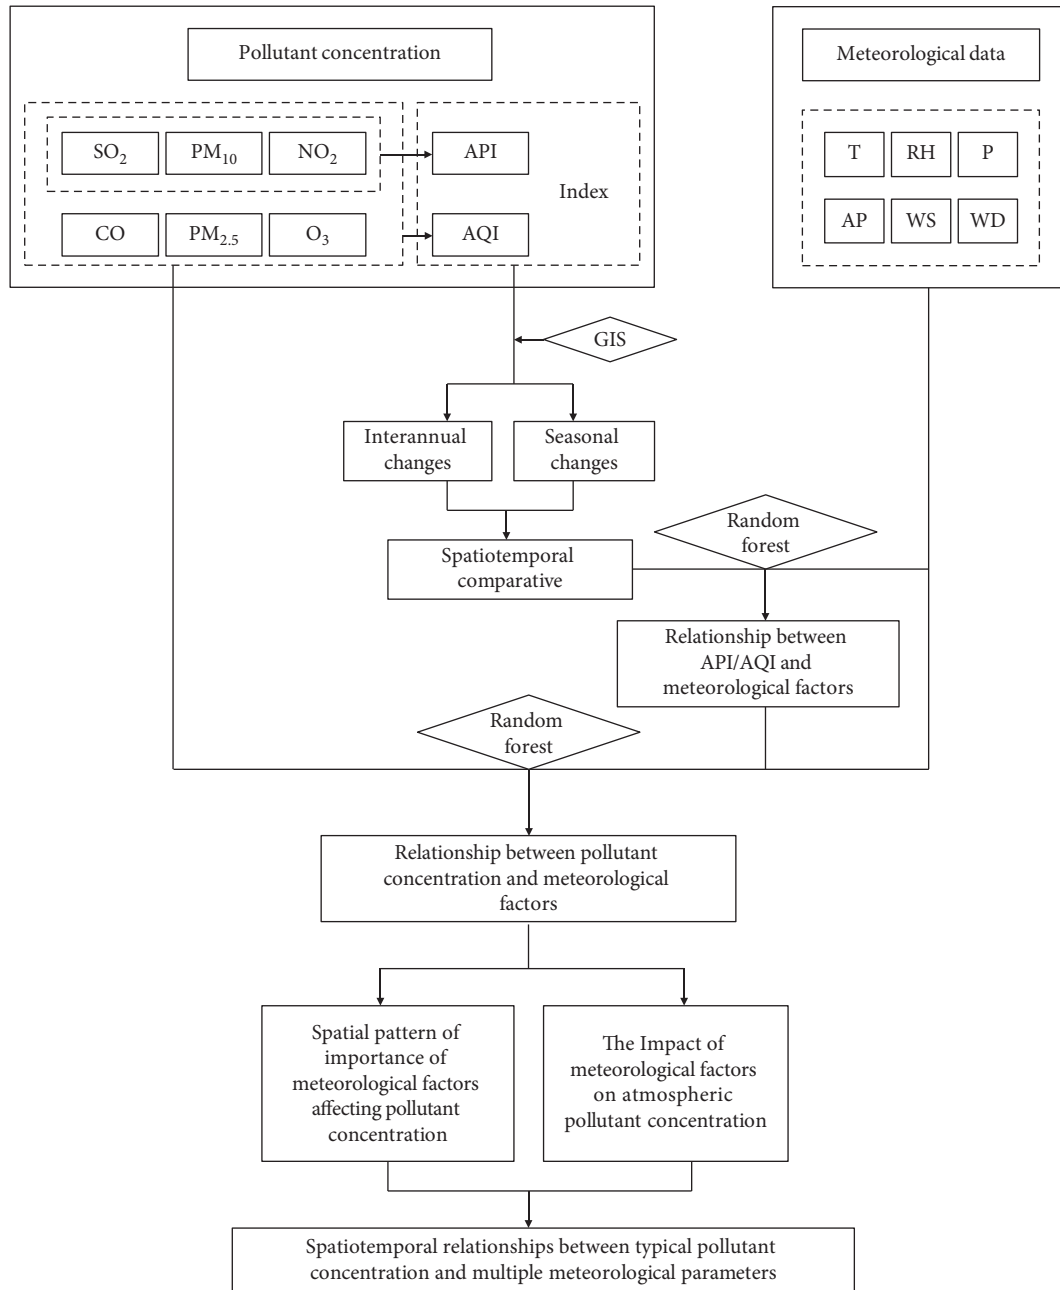 Pollutant concentration
Meteorological data
SO₂ PM₁₀ NO₂ API
T RH P
Index
CO PM₂.₅ O₃ AQI
AP WS WD
GIS
Interannual
changes
Seasonal
changes
Random
forest
Spatiotemporal
comparative
Relationship between
API/AQI and
meteorological factors
Random
forest
Relationship between pollutant
concentration and meteorological
factors
Spatial pattern of
importance of
meteorological factors
affecting pollutant
concentration
The Impact of
meteorological factors
on atmospheric
pollutant concentration
Spatiotemporal relationships between typical pollutant
concentration and multiple meteorological parameters